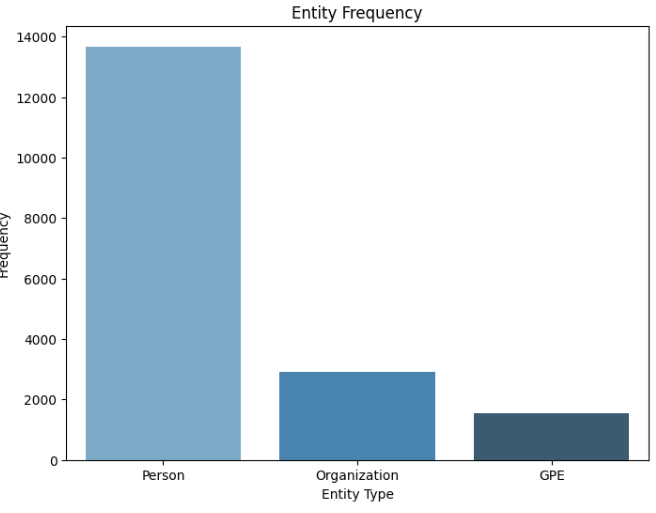 Entity Frequency
14000
12000
10000
8000
6000
4000
2000
0
Frequency
Person
Organization
GPE
Entity Type